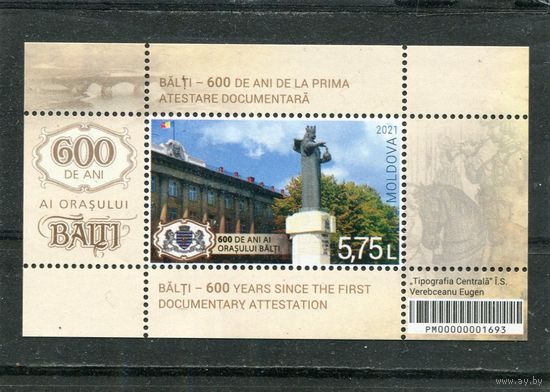 BĂLȚI – 600 DE ANI DE LA PRIMA
ATESTARE DOCUMENTARĂ
600
DE ANI
AI ORAȘULUI
BĂLȚI
2021
MOLDOVA
600 DE ANI AI
ORAȘULUI BĂLȚI
5,75L
BĂLȚI – 600 YEARS SINCE THE FIRST
DOCUMENTARY ATTESTATION
„Tipografia Centrală" Î.S.
Verebceanu Eugen
PM00000001693
www.ay.by